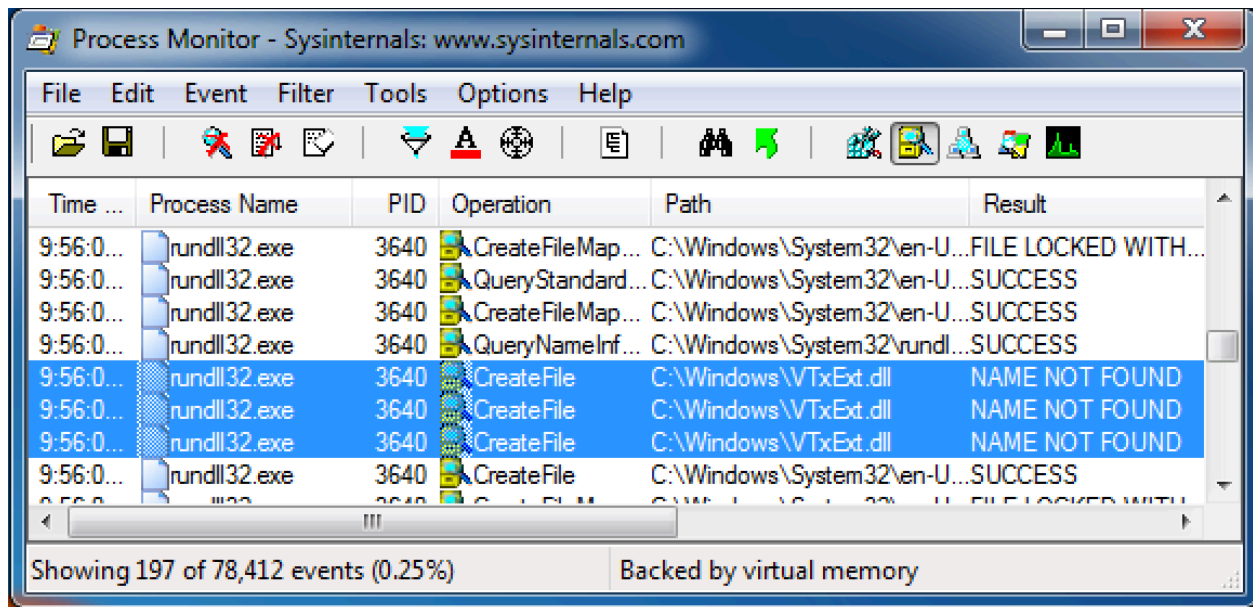 Process Monitor - Sysinternals: www.sysinternals.com
File Edit Event Filter Tools Options Help
Time ... Process Name PID Operation Path Result
9:56:0... rundll32.exe 3640 CreateFileMap... C:\Windows\System32\en-U... FILE LOCKED WITH...
9:56:0... rundll32.exe 3640 QueryStandard... C:\Windows\System32\en-U... SUCCESS
9:56:0... rundll32.exe 3640 CreateFileMap... C:\Windows\System32\en-U... SUCCESS
9:56:0... rundll32.exe 3640 QueryNameInf... C:\Windows\System32\rundl... SUCCESS
9:56:0... rundll32.exe 3640 CreateFile C:\Windows\VTxExt.dll NAME NOT FOUND
9:56:0... rundll32.exe 3640 CreateFile C:\Windows\VTxExt.dll NAME NOT FOUND
9:56:0... rundll32.exe 3640 CreateFile C:\Windows\VTxExt.dll NAME NOT FOUND
9:56:0... rundll32.exe 3640 CreateFile C:\Windows\System32\en-U... SUCCESS
Showing 197 of 78,412 events (0.25%) Backed by virtual memory